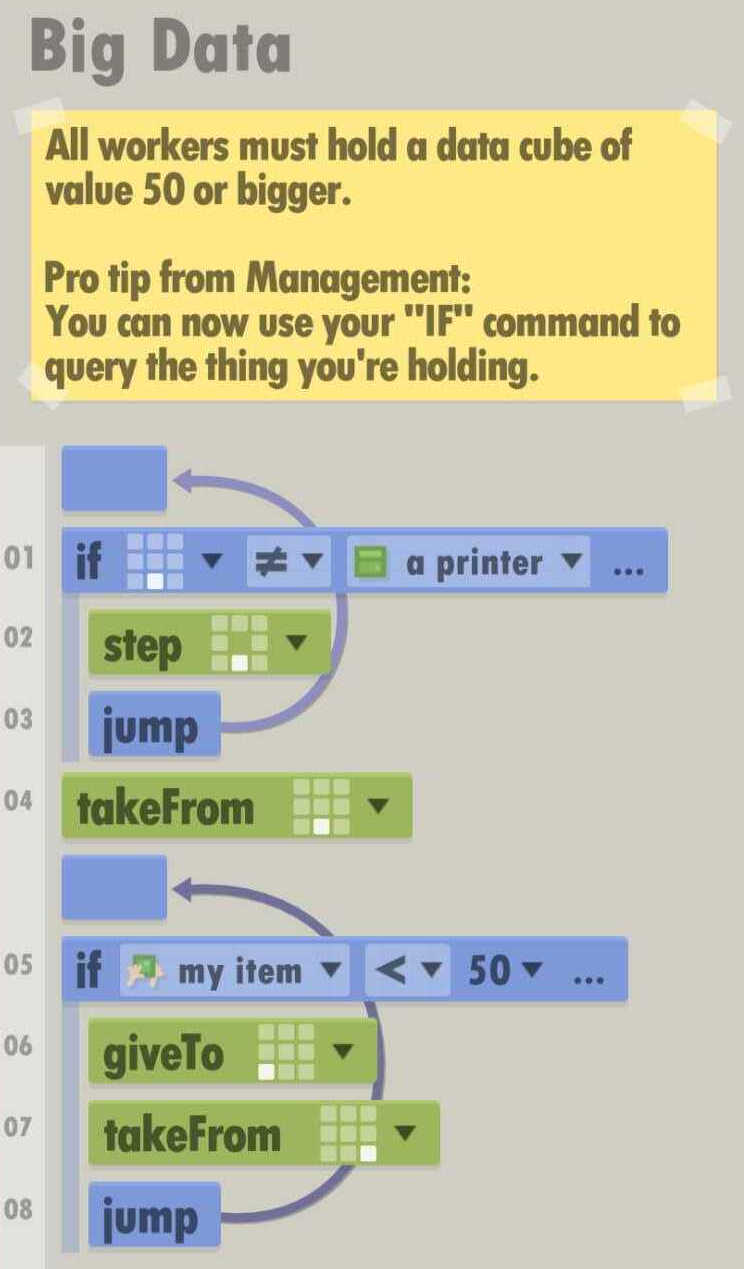 Big Data
All workers must hold a data cube of
value 50 or bigger.
Pro tip from Management:
You can now use your "IF" command to
query the thing you're holding.
01 if ≠ a printer ...
02 step
03 jump
04 takeFrom
05 if my item < 50 ...
06 giveTo
07 takeFrom
08 jump